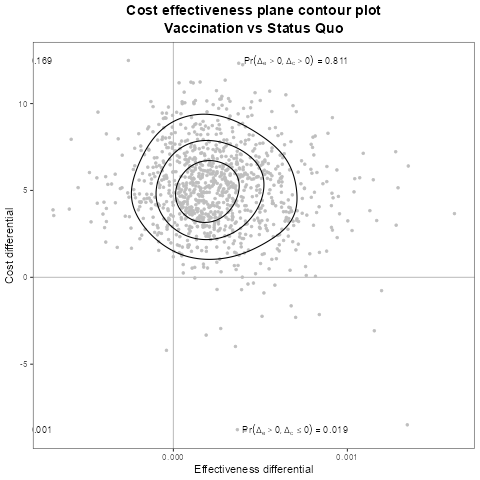 Cost effectiveness plane contour plot
Vaccination vs Status Quo
.169
Pr(Δe > 0, Δc > 0) = 0.811
10
5
0
-5
Cost differential
.001
Pr(Δe > 0, Δc ≤ 0) = 0.019
0.000
0.001
Effectiveness differential